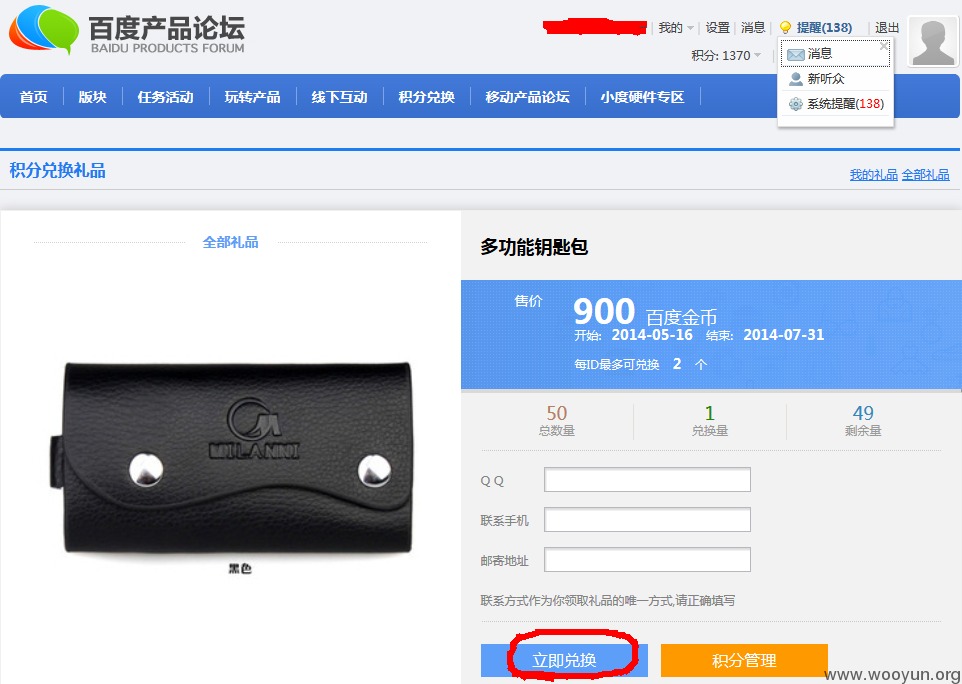 百度产品论坛
BAIDU PRODUCTS FORUM
我的 设置 消息 提醒(138) 退出
积分: 1370
消息
新听众
系统提醒(138)
首页 版块 任务活动 玩转产品 线下互动 积分兑换 移动产品论坛 小度硬件专区
积分兑换礼品
我的礼品 全部礼品
全部礼品
多功能钥匙包
售价 900 百度金币
开始: 2014-05-16 结束: 2014-07-31
每ID最多可兑换 2 个
50 1 49
总数量 兑换量 剩余量
MILANNI
黑色
Q Q
联系手机
邮寄地址
联系方式作为你领取礼品的唯一方式,请正确填写
立即兑换 积分管理
www.wooyun.org